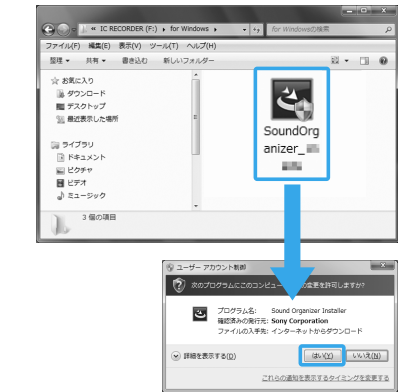 IC RECORDER (F:) ▸ for Windows ▸
for Windowsの検索
ファイル(F) 編集(E) 表示(V) ツール(T) ヘルプ(H)
整理 共有 書き込む 新しいフォルダー
お気に入り
ダウンロード
デスクトップ
最近表示した場所
ライブラリ
ドキュメント
ピクチャ
ビデオ
ミュージック
SoundOrg
anizer_
3 個の項目
ユーザー アカウント制御
次のプログラムにこのコンピュー の変更を許可しますか?
プログラム名: Sound Organizer Installer
確認済みの発行元: Sony Corporation
ファイルの入手先: インターネットからダウンロード
詳細を表示する(D)
はい(Y) いいえ(N)
これらの通知を表示するタイミングを変更する